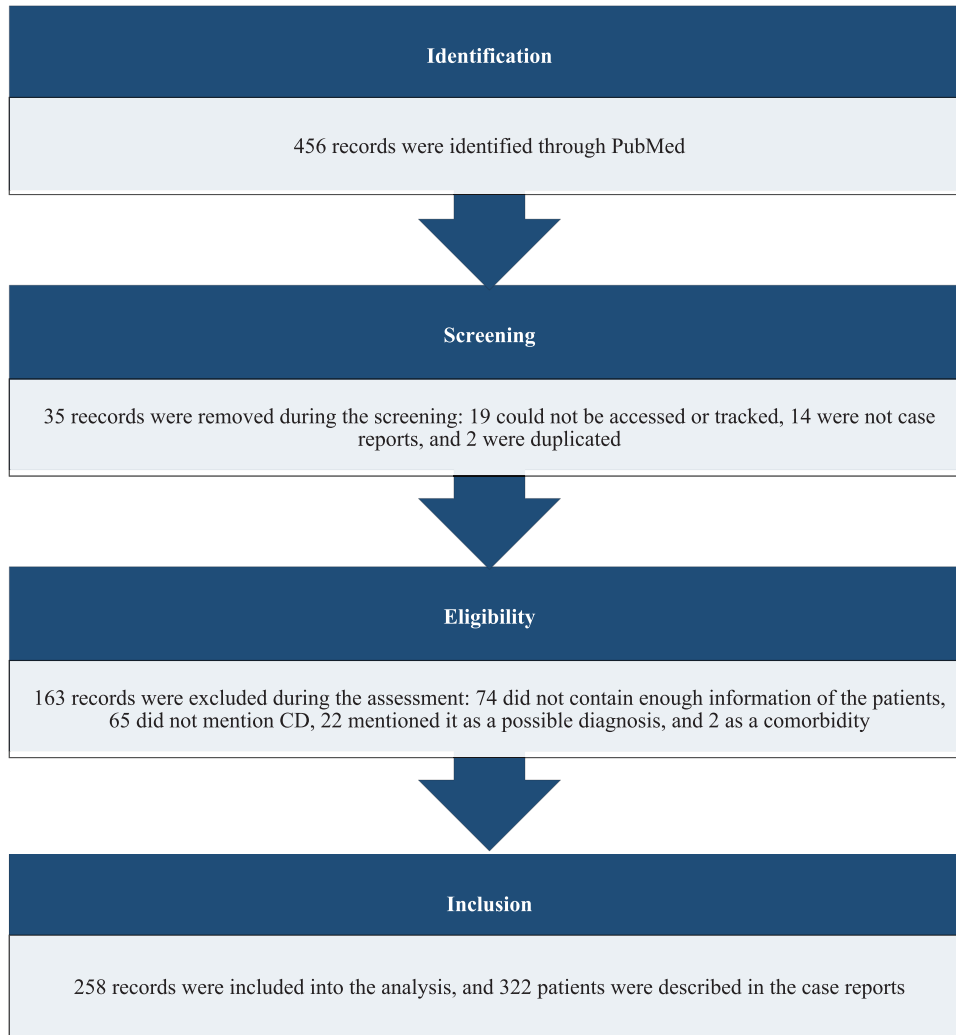 Identification
456 records were identified through PubMed
Screening
35 reecords were removed during the screening: 19 could not be accessed or tracked, 14 were not case
reports, and 2 were duplicated
Eligibility
163 records were excluded during the assessment: 74 did not contain enough information of the patients,
65 did not mention CD, 22 mentioned it as a possible diagnosis, and 2 as a comorbidity
Inclusion
258 records were included into the analysis, and 322 patients were described in the case reports